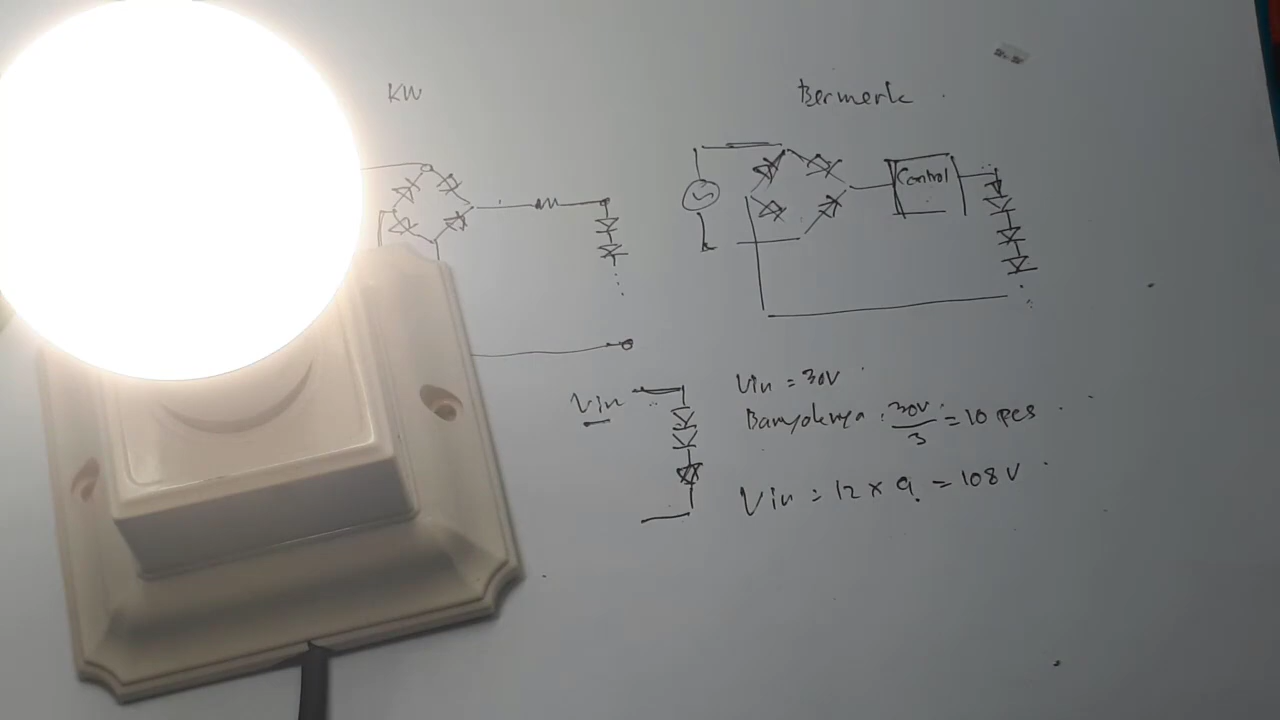 KW
Bermerk
Control
Vin
Vin = 30V
Banyaknya : 30V/3 = 10 pcs
Vin = 12 x 9 = 108 V